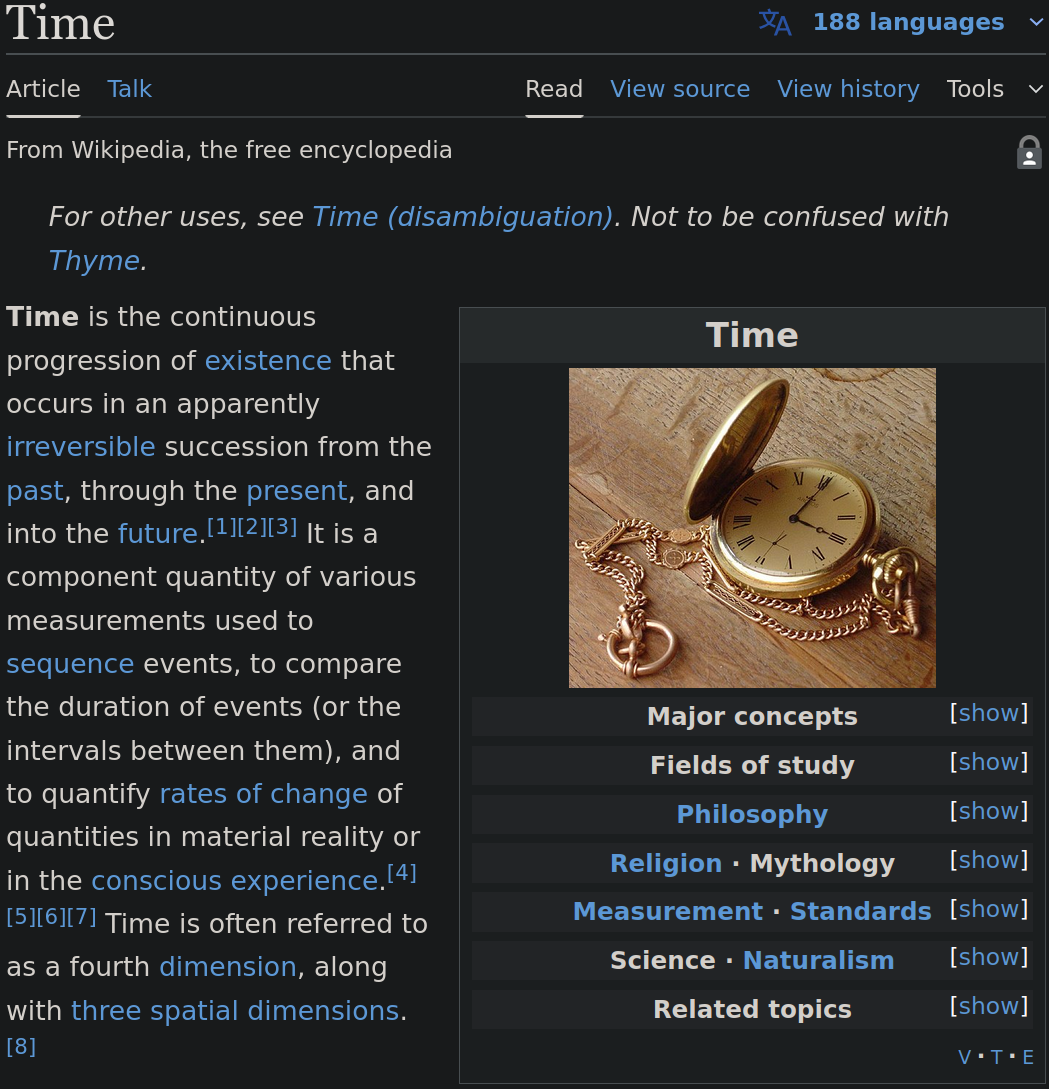 Time
188 languages
Article Talk Read View source View history Tools
From Wikipedia, the free encyclopedia
For other uses, see Time (disambiguation). Not to be confused with
Thyme.
Time is the continuous
progression of existence that
occurs in an apparently
irreversible succession from the
past, through the present, and
into the future.[1][2][3] It is a
component quantity of various
measurements used to
sequence events, to compare
the duration of events (or the
intervals between them), and
to quantify rates of change of
quantities in material reality or
in the conscious experience.[4]
[5][6][7] Time is often referred to
as a fourth dimension, along
with three spatial dimensions.
[8]
Time
Major concepts [show]
Fields of study [show]
Philosophy [show]
Religion · Mythology [show]
Measurement · Standards [show]
Science · Naturalism [show]
Related topics [show]
V · T · E